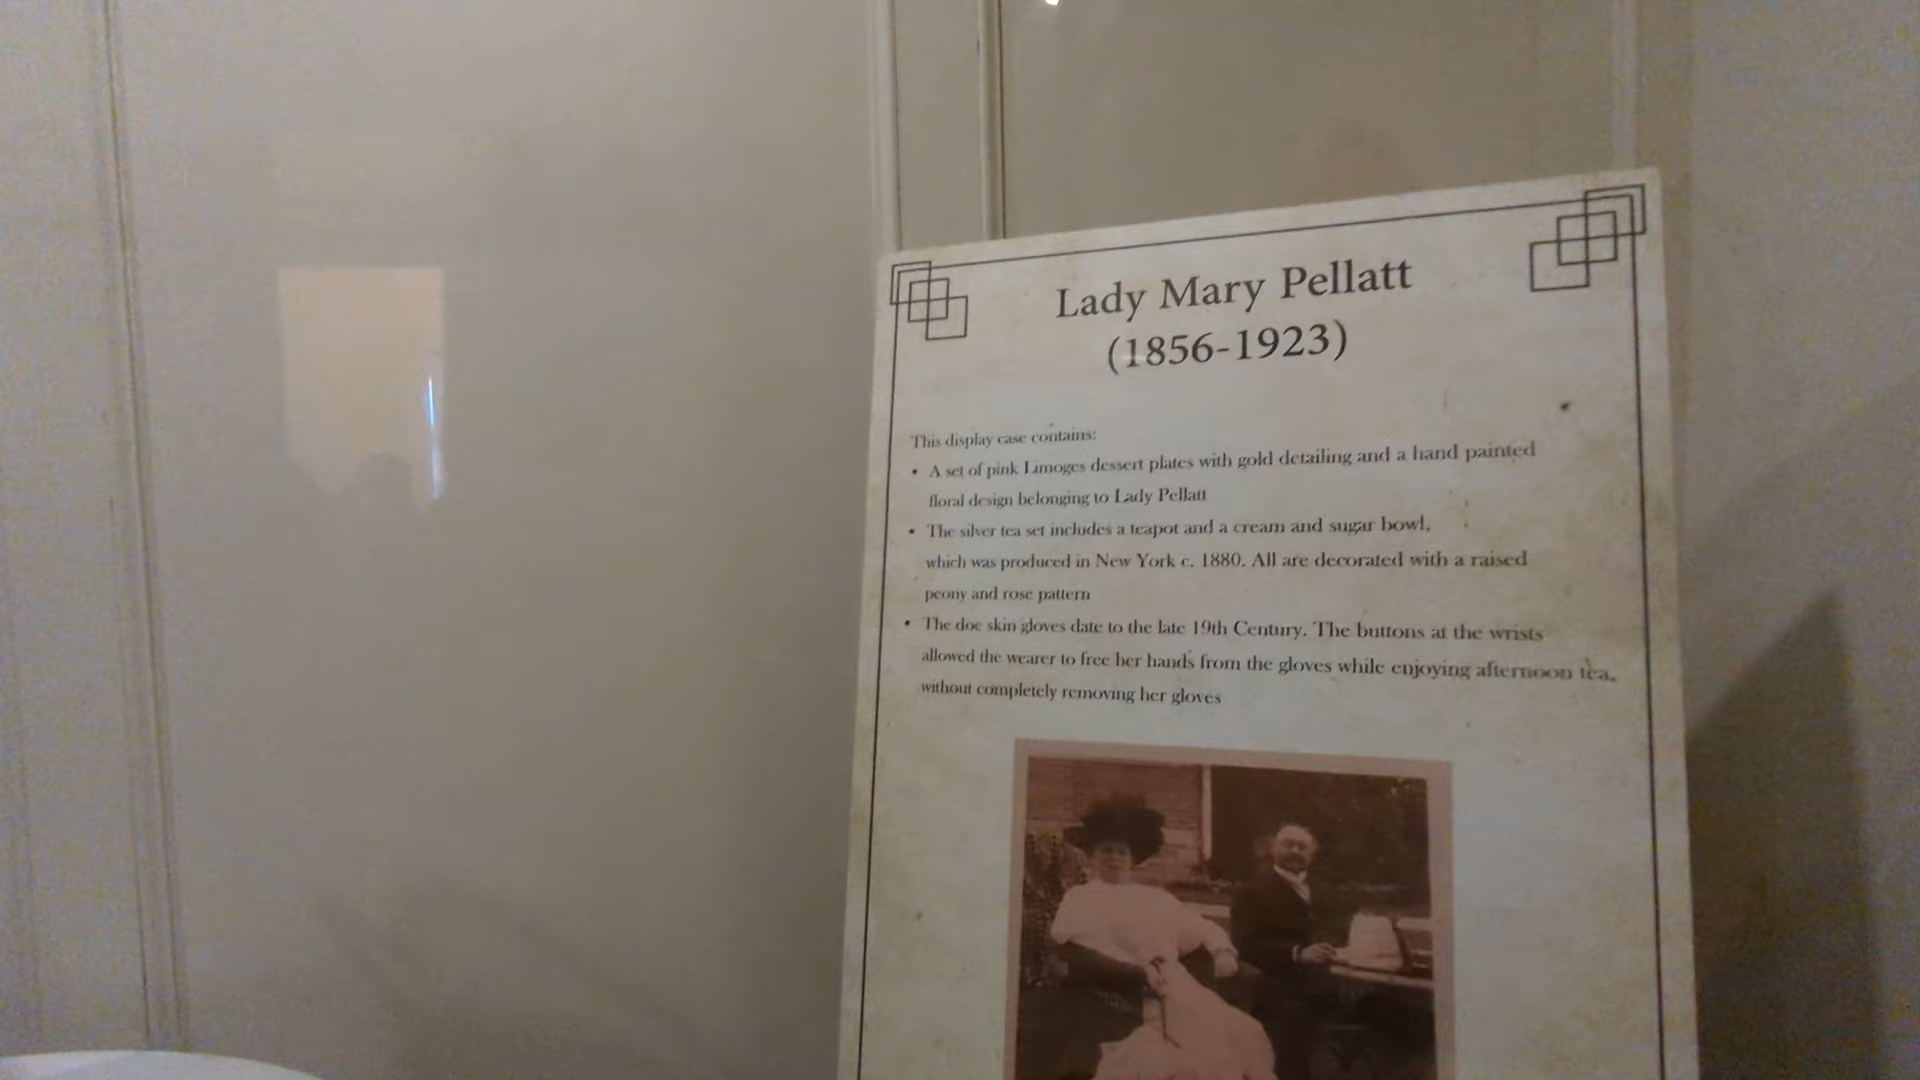 Lady Mary Pellatt
(1856-1923)
This display case contains:
• A set of pink Limoges dessert plates with gold detailing and a hand painted
floral design belonging to Lady Pellatt
• The silver tea set includes a teapot and a cream and sugar bowl,
which was produced in New York c. 1880. All are decorated with a raised
peony and rose pattern
• The doe skin gloves date to the late 19th Century. The buttons at the wrists
allowed the wearer to free her hands from the gloves while enjoying afternoon tea,
without completely removing her gloves